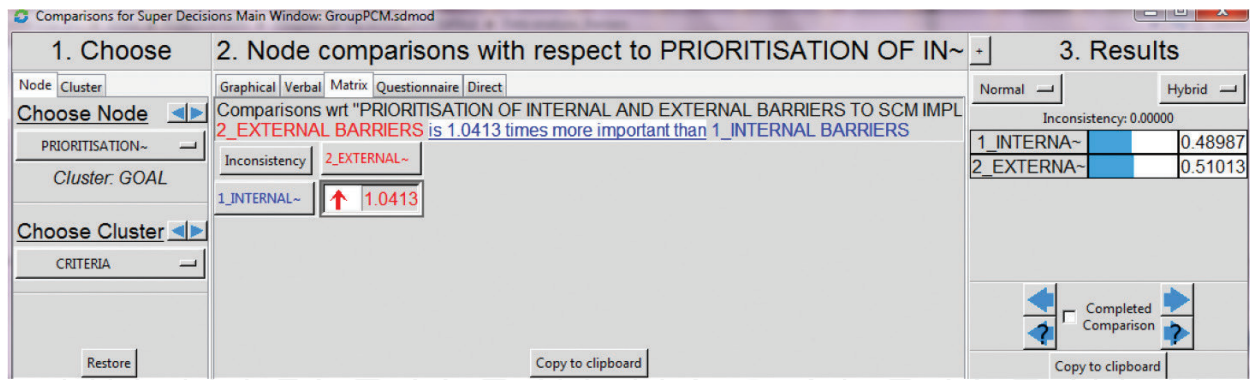 Comparisons for Super Decisions Main Window: GroupPCM.sdmod
1. Choose
Node Cluster
Choose Node
PRIORITISATION~
Cluster: GOAL
Choose Cluster
CRITERIA
Restore
2. Node comparisons with respect to PRIORITISATION OF IN~
Graphical Verbal Matrix Questionnaire Direct
Comparisons wrt "PRIORITISATION OF INTERNAL AND EXTERNAL BARRIERS TO SCM IMPL
2_EXTERNAL BARRIERS is 1.0413 times more important than 1_INTERNAL BARRIERS
Inconsistency 2_EXTERNAL~
1_INTERNAL~ 1.0413
Copy to clipboard
+ 3. Results
Normal Hybrid
Inconsistency: 0.00000
1_INTERNA~ 0.48987
2_EXTERNA~ 0.51013
Completed
Comparison
? ?
Copy to clipboard